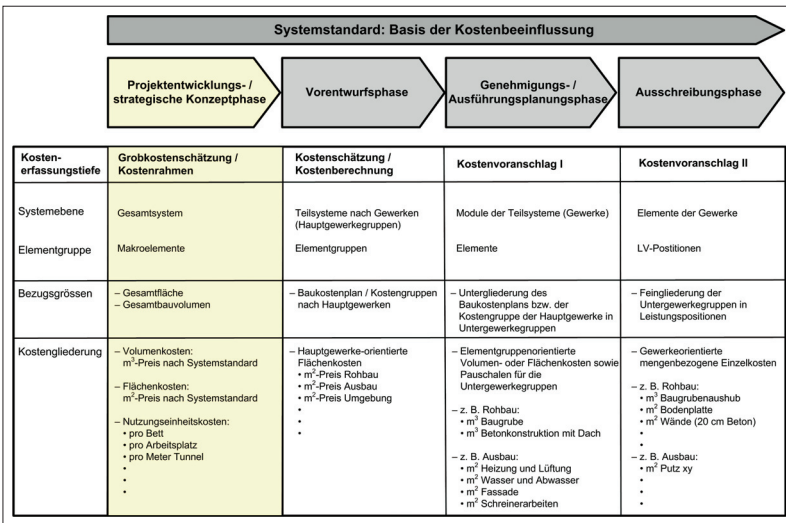 Systemstandard: Basis der Kostenbeeinflussung
Projektentwicklungs- /
strategische Konzeptphase
Vorentwurfsphase
Genehmigungs- /
Ausführungsplanungsphase
Ausschreibungsphase
Kosten-
erfassungstiefe
Grobkostenschätzung /
Kostenrahmen
Kostenschätzung /
Kostenberechnung
Kostenvoranschlag I
Kostenvoranschlag II
Systemebene
Gesamtsystem
Teilsysteme nach Gewerken
(Hauptgewerkegruppen)
Module der Teilsysteme (Gewerke)
Elemente der Gewerke
Elementgruppe
Makroelemente
Elementgruppen
Elemente
LV-Postitionen
Bezugsgrössen
– Gesamtfläche
– Gesamtbauvolumen
– Baukostenplan / Kostengruppen
nach Hauptgewerken
– Untergliederung des
Baukostenplans bzw. der
Kostengruppe der Hauptgewerke in
Untergewerkegruppen
– Feingliederung der
Untergewerkegruppen in
Leistungspositionen
Kostengliederung
– Volumenkosten:
m³-Preis nach Systemstandard
– Flächenkosten:
m²-Preis nach Systemstandard
– Nutzungseinheitskosten:
• pro Bett
• pro Arbeitsplatz
• pro Meter Tunnel
•
•
•
– Hauptgewerke-orientierte
Flächenkosten
• m²-Preis Rohbau
• m²-Preis Ausbau
• m²-Preis Umgebung
•
•
•
– Elementgruppenorientierte
Volumen- oder Flächenkosten sowie
Pauschalen für die
Untergewerkegruppen
– z. B. Rohbau:
• m³ Baugrube
• m³ Betonkonstruktion mit Dach
– z. B. Ausbau:
• m² Heizung und Lüftung
• m² Wasser und Abwasser
• m² Fassade
• m² Schreinerarbeiten
– Gewerkeorientierte
mengenbezogene Einzelkosten
– z. B. Rohbau:
• m³ Baugrubenaushub
• m² Bodenplatte
• m² Wände (20 cm Beton)
•
•
– z. B. Ausbau:
• m² Putz xy
•
•
•